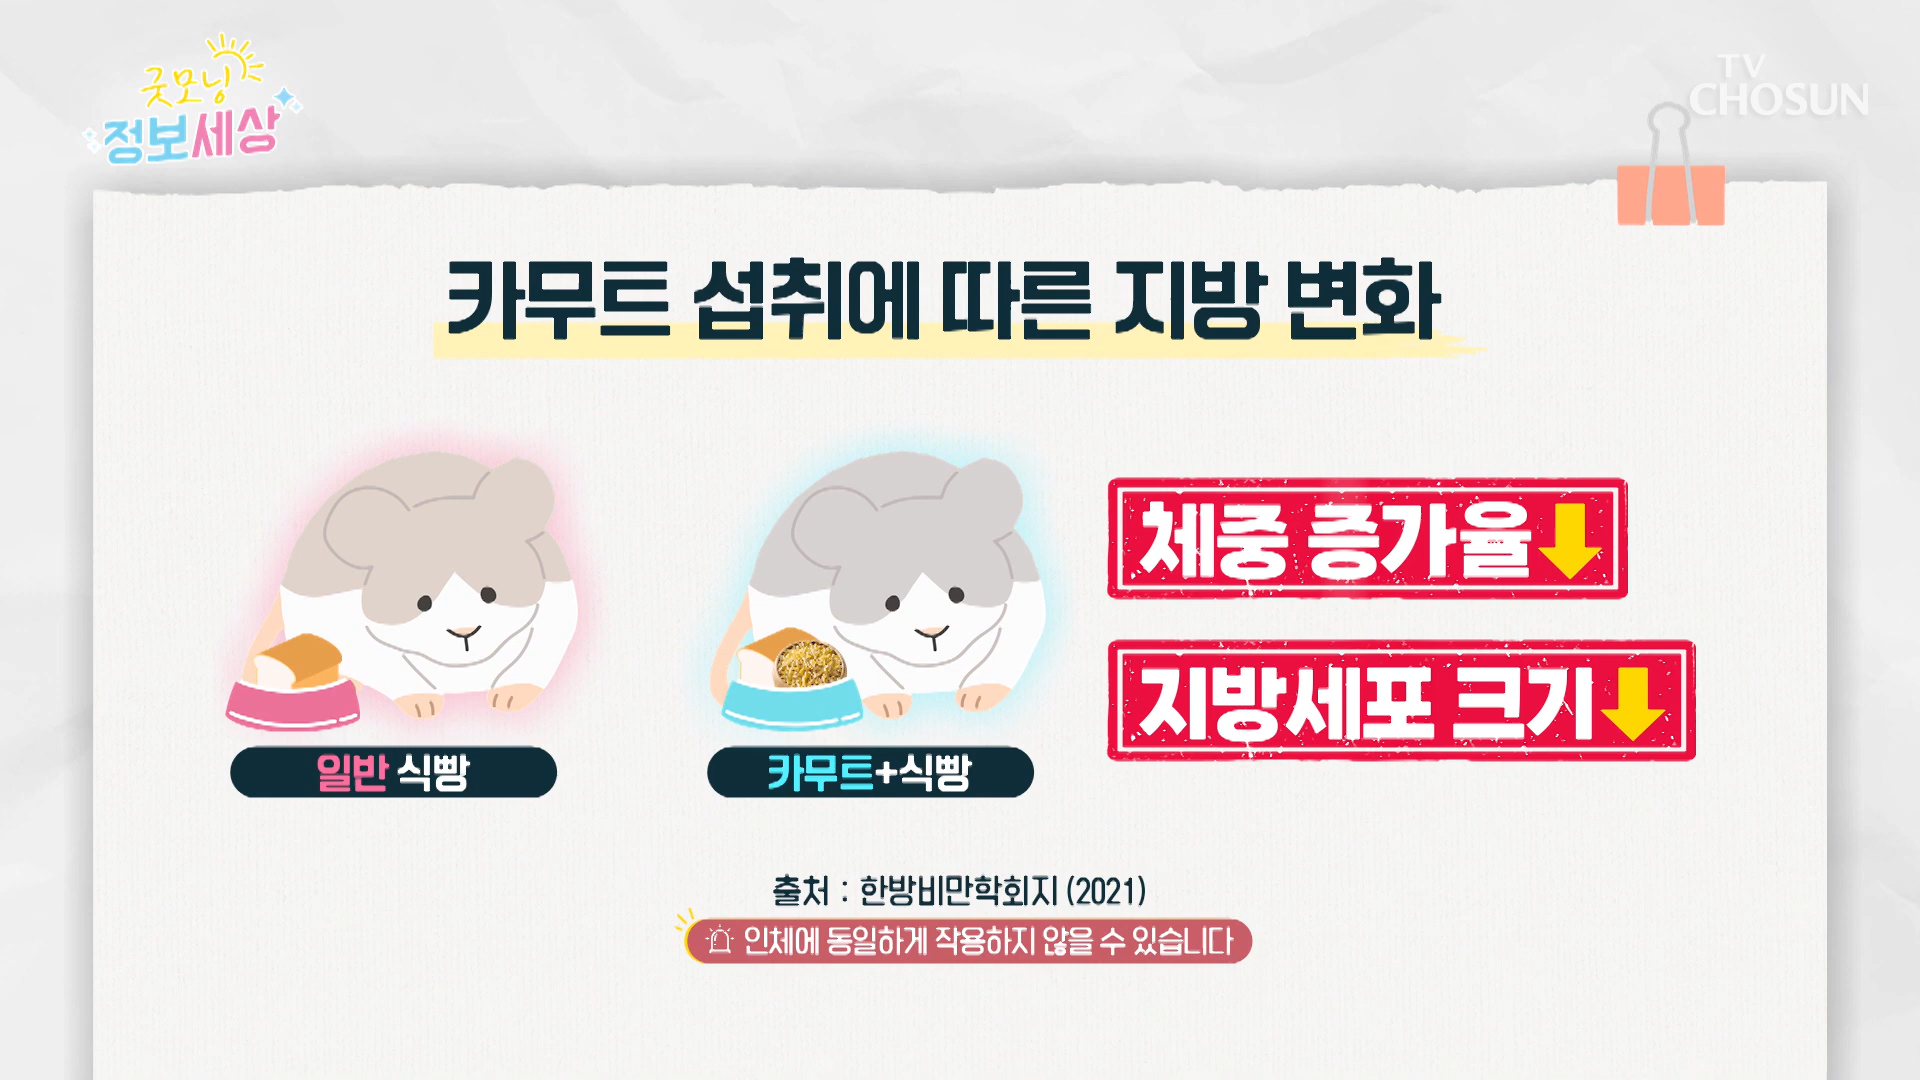 굿모닝
정보세상
TV
CHOSUN
카무트 섭취에 따른 지방 변화
체중 증가율
지방세포 크기
일반 식빵
카무트+식빵
출처 : 한방비만학회지 (2021)
인체에 동일하게 작용하지 않을 수 있습니다